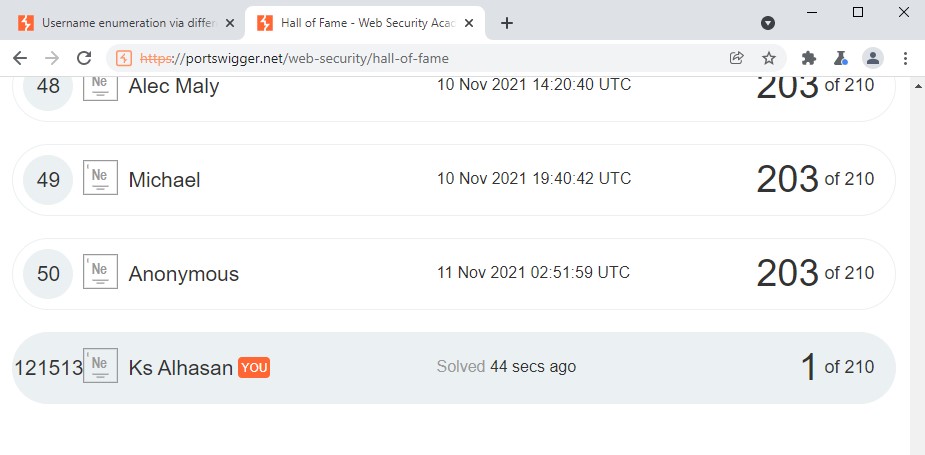 Username enumeration via differ
Hall of Fame - Web Security Aca
https://portswigger.net/web-security/hall-of-fame
48 Ne Alec Maly 10 Nov 2021 14:20:40 UTC 203 of 210
49 Ne Michael 10 Nov 2021 19:40:42 UTC 203 of 210
50 Ne Anonymous 11 Nov 2021 02:51:59 UTC 203 of 210
121513 Ne Ks Alhasan YOU Solved 44 secs ago 1 of 210